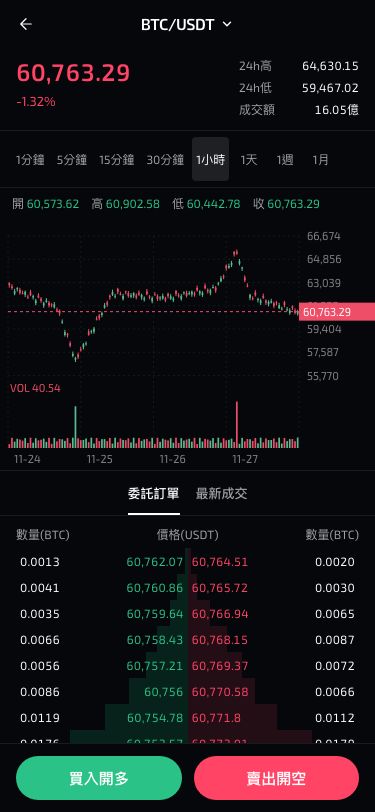 BTC/USDT
60,763.29
-1.32%
24h高 64,630.15
24h低 59,467.02
成交額 16.05億
1分鐘 5分鐘 15分鐘 30分鐘 1小時 1天 1週 1月
開 60,573.62 高 60,902.58 低 60,442.78 收 60,763.29
66,674
64,856
63,039
60,763.29
59,404
57,587
55,770
VOL 40.54
11-24 11-25 11-26 11-27
委託訂單 最新成交
數量(BTC) 價格(USDT) 數量(BTC)
0.0013 60,762.07 60,764.51 0.0020
0.0041 60,760.86 60,765.72 0.0030
0.0035 60,759.64 60,766.94 0.0065
0.0066 60,758.43 60,768.15 0.0087
0.0056 60,757.21 60,769.37 0.0072
0.0086 60,756 60,770.58 0.0066
0.0119 60,754.78 60,771.8 0.0112
買入開多 賣出開空